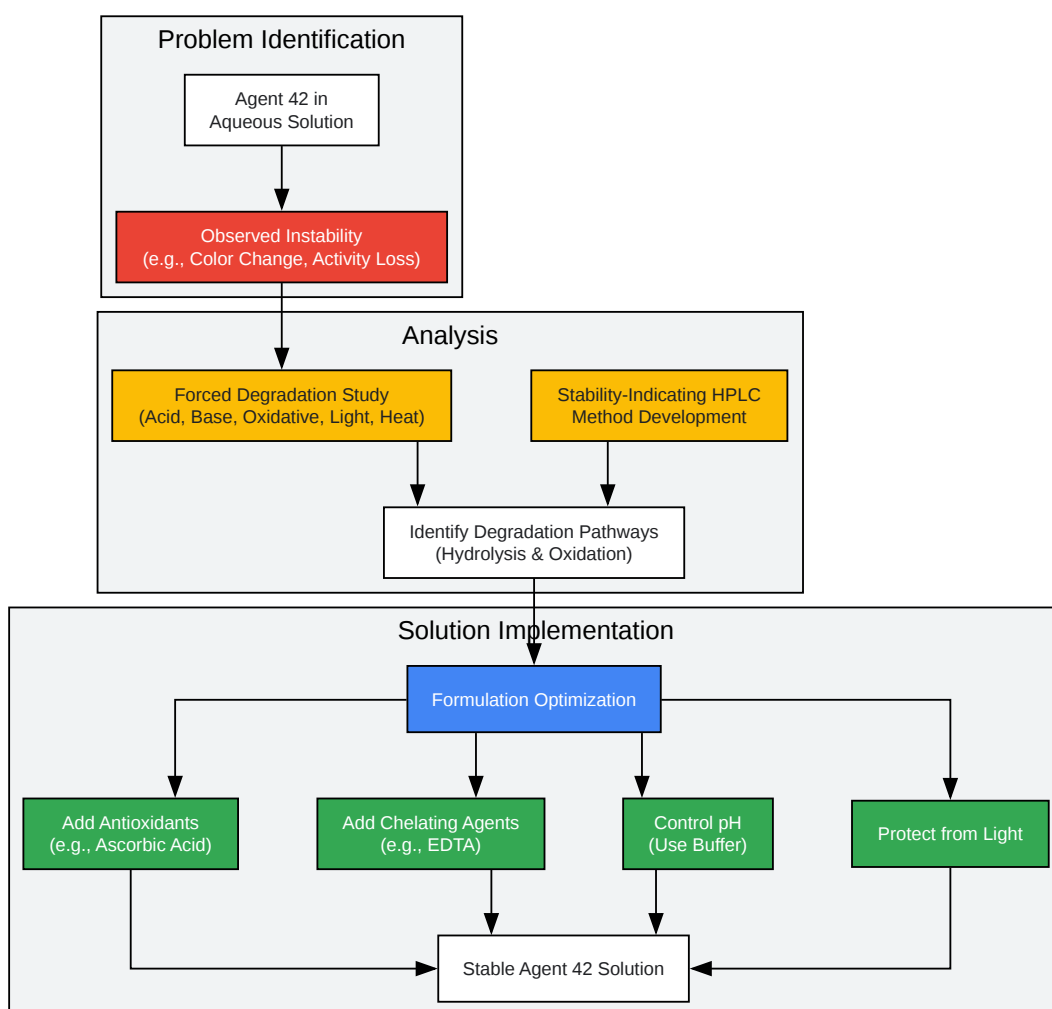 Problem Identification
Agent 42 in
Aqueous Solution
Observed Instability
(e.g., Color Change, Activity Loss)
Analysis
Forced Degradation Study
(Acid, Base, Oxidative, Light, Heat)
Stability-Indicating HPLC
Method Development
Identify Degradation Pathways
(Hydrolysis & Oxidation)
Solution Implementation
Formulation Optimization
Add Antioxidants
(e.g., Ascorbic Acid)
Add Chelating Agents
(e.g., EDTA)
Control pH
(Use Buffer)
Protect from Light
Stable Agent 42 Solution